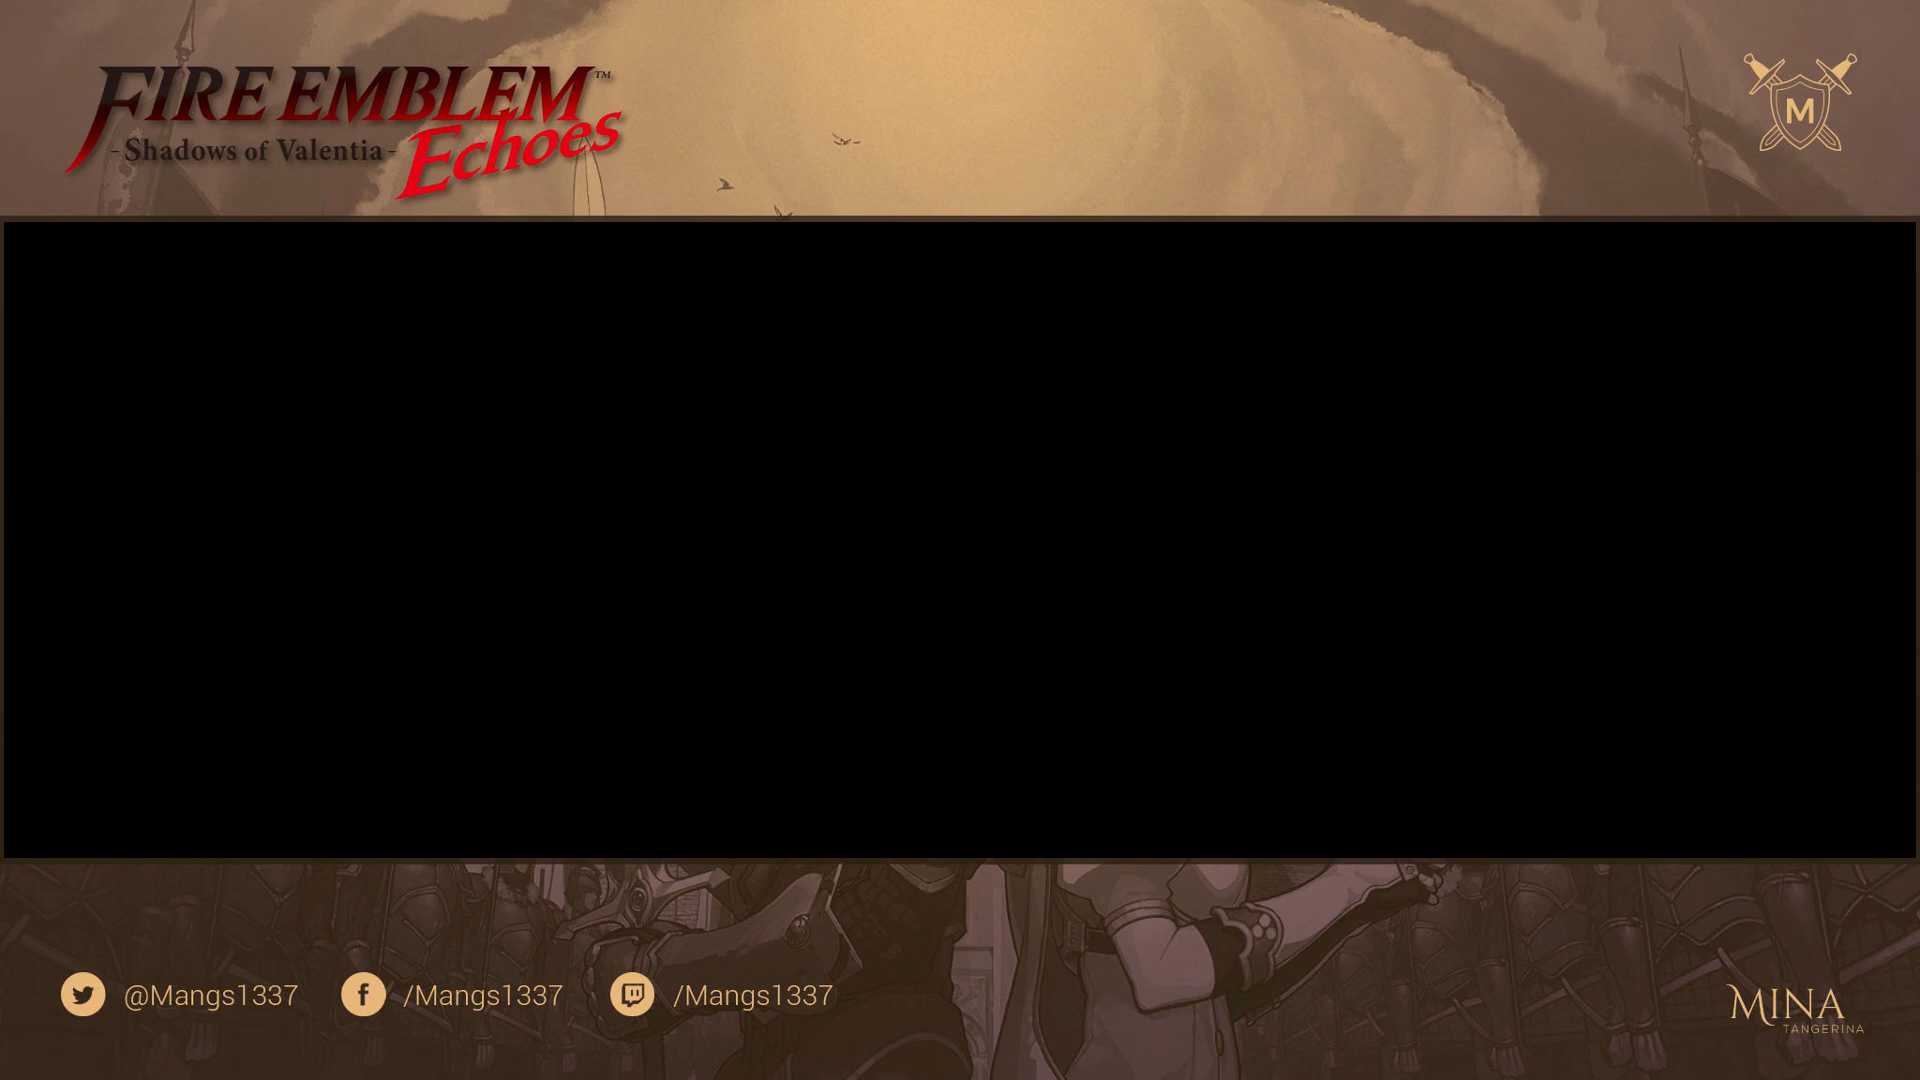 FIRE EMBLEM™
Echoes
- Shadows of Valentia -
M
@Mangs1337
/Mangs1337
/Mangs1337
MINA
TANGERINA